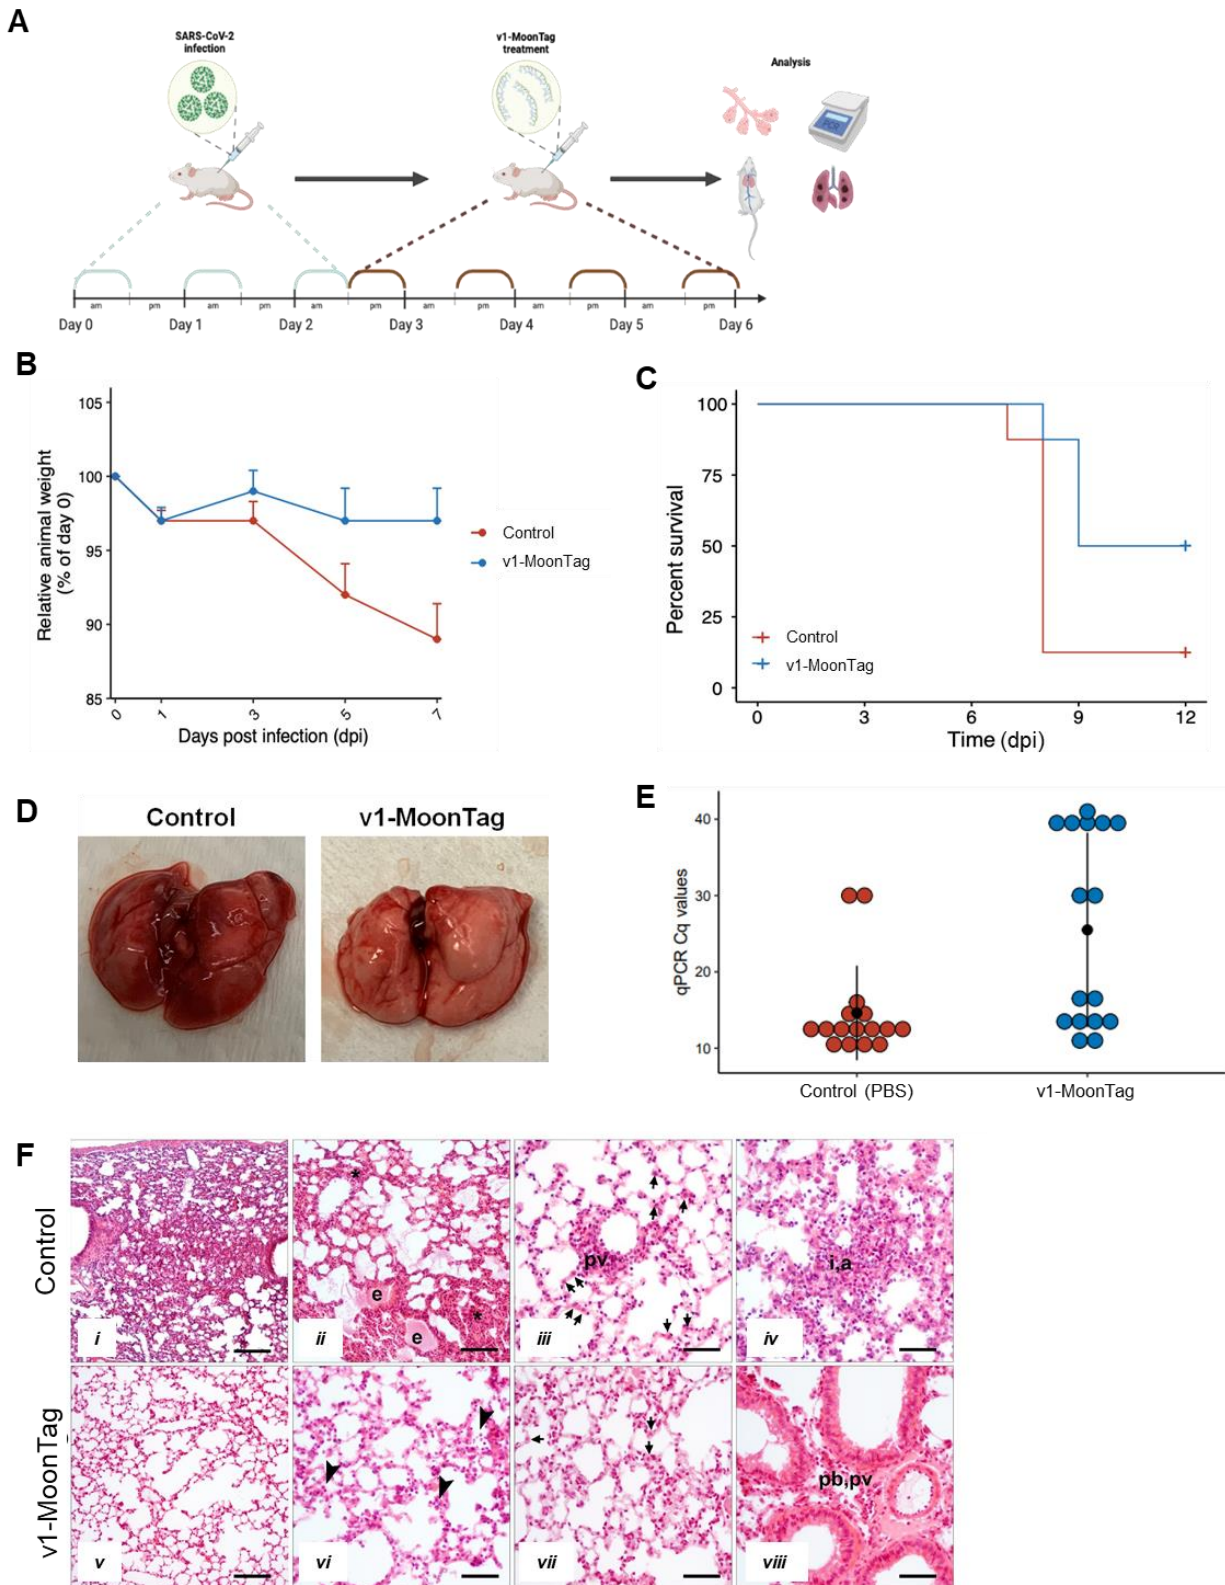 A
SARS-CoV-2
infection
v1-MoonTag
treatment
Analysis
PCR
am pm am pm am pm am pm am pm am pm
Day 0 Day 1 Day 2 Day 3 Day 4 Day 5 Day 6
B
Relative animal weight
(% of day 0)
105
100
95
90
85
0 1 3 5 7
Days post infection (dpi)
Control
v1-MoonTag
C
Percent survival
100
75
50
25
0
Control
v1-MoonTag
0 3 6 9 12
Time (dpi)
D
Control v1-MoonTag
E
qPCR Cq values
40
30
20
10
Control (PBS) v1-MoonTag
F
Control
i
* e e * ii
pv iii
i,a iv
v1-MoonTag
v
vi
vii
pb,pv viii